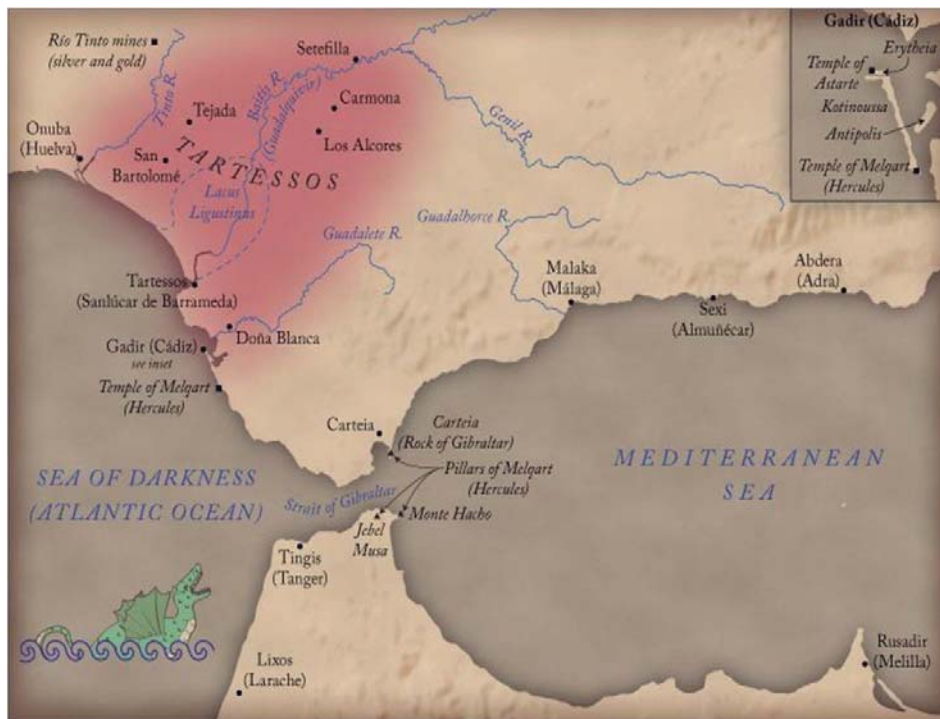 Río Tinto mines
(silver and gold)
Tinto R.
Setefilla
Baitis R.
(Guadalquivir)
Tejada
Carmona
Los Alcores
Onuba
(Huelva)
San
Bartolomé
TARTESSOS
Lacus
Ligustinus
Genil R.
Guadalete R.
Guadalhorce R.
Gadir (Cádiz)
Erytheia
Temple of
Astarte
Kotinoussa
Antipolis
Temple of Melqart
(Hercules)
Tartessos
(Sanlúcar de Barrameda)
Malaka
(Málaga)
Sexi
(Almuñécar)
Abdera
(Adra)
Doña Blanca
Gadir (Cádiz)
see inset
Temple of Melqart
(Hercules)
Carteia
Carteia
(Rock of Gibraltar)
Pillars of Melqart
(Hercules)
Monte Hacho
Jebel
Musa
Strait of Gibraltar
SEA OF DARKNESS
(ATLANTIC OCEAN)
MEDITERRANEAN
SEA
Tingis
(Tanger)
Lixos
(Larache)
Rusadir
(Melilla)